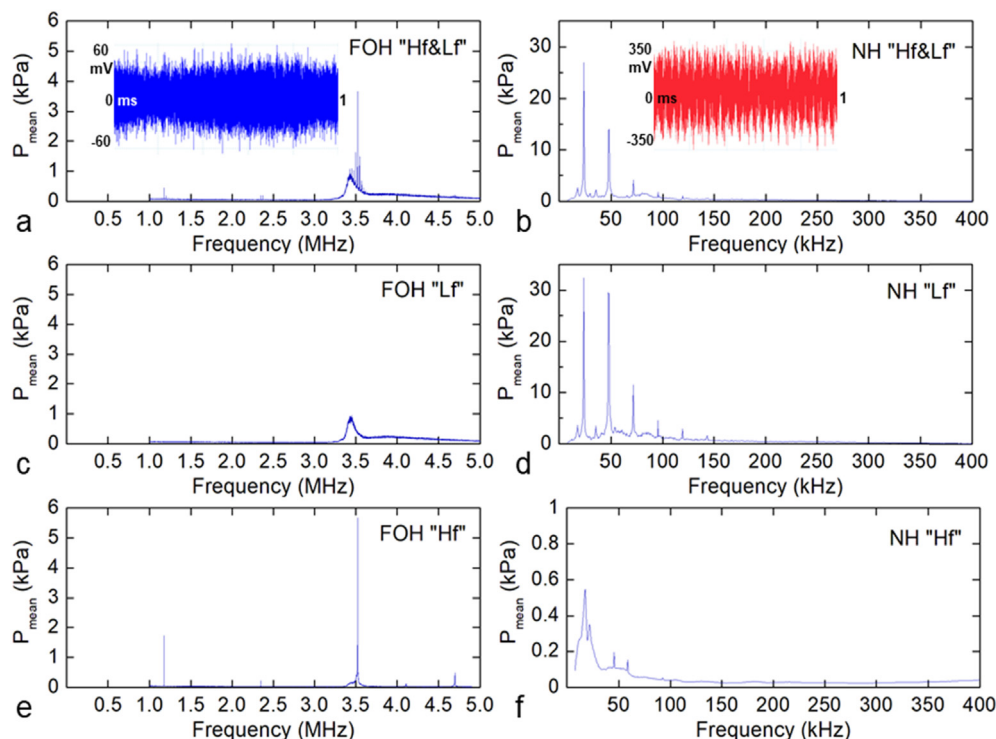 6
5
4
3
2
1
0
P mean (kPa)
60
mV
0 ms
-60
1
FOH "Hf&Lf"
0.5 1.0 1.5 2.0 2.5 3.0 3.5 4.0 4.5 5.0
a Frequency (MHz)
30
20
10
0
P mean (kPa)
350
mV
0 ms
-350
1
NH "Hf&Lf"
50 100 150 200 250 300 350 400
b Frequency (kHz)
6
5
4
3
2
1
0
P mean (kPa)
FOH "Lf"
1.0 1.5 2.0 2.5 3.0 3.5 4.0 4.5 5.0
c Frequency (MHz)
30
20
10
0
P mean (kPa)
NH "Lf"
50 100 150 200 250 300 350 400
d Frequency (kHz)
6
5
4
3
2
1
0
P mean (kPa)
FOH "Hf"
0.5 1.0 1.5 2.0 2.5 3.0 3.5 4.0 4.5 5.0
e Frequency (MHz)
1
0.8
0.6
0.4
0.2
0
P mean (kPa)
NH "Hf"
50 100 150 200 250 300 350 400
f Frequency (kHz)